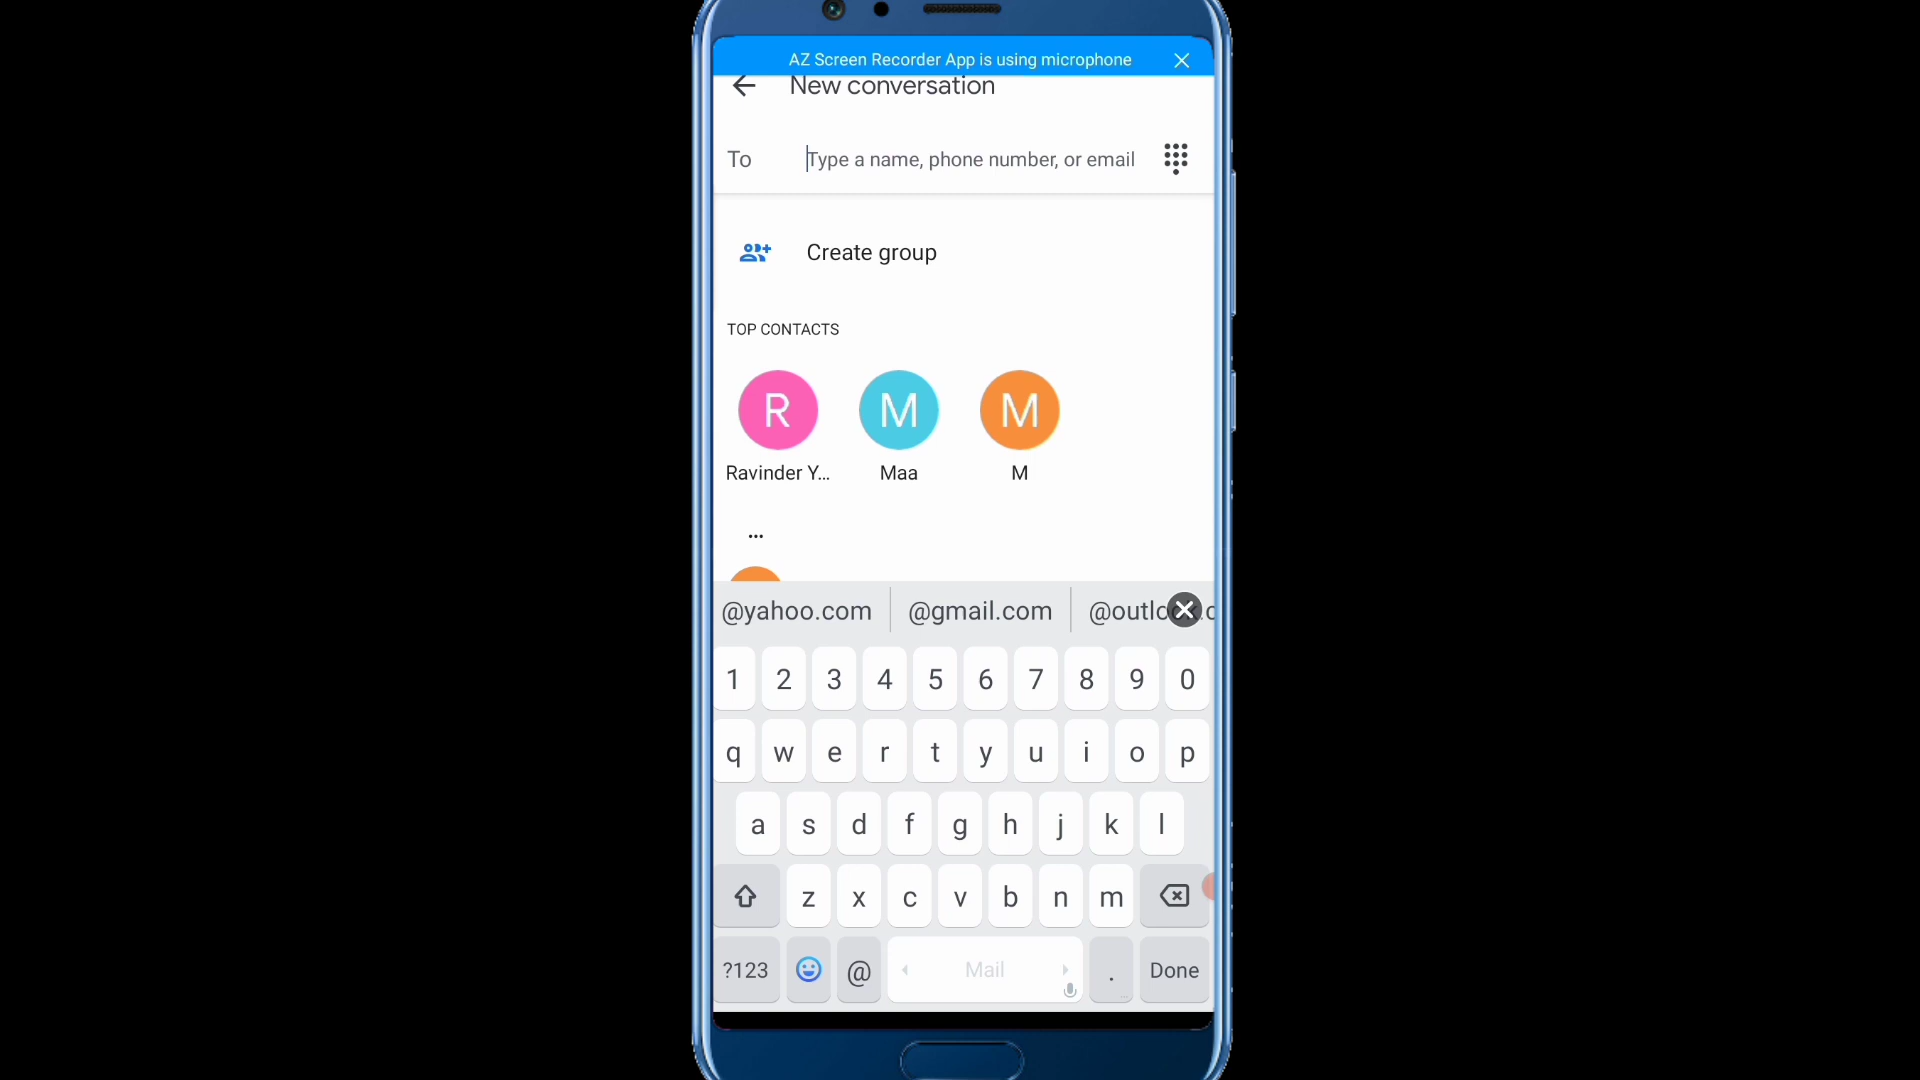 AZ Screen Recorder App is using microphone
New conversation
To Type a name, phone number, or email
Create group
TOP CONTACTS
R M M
Ravinder Y... Maa M
...
@yahoo.com @gmail.com
1 2 3 4 5 6 7 8 9 0
q w e r t y u i o p
a s d f g h j k l
z x c v b n m
?123 @ Mail . Done